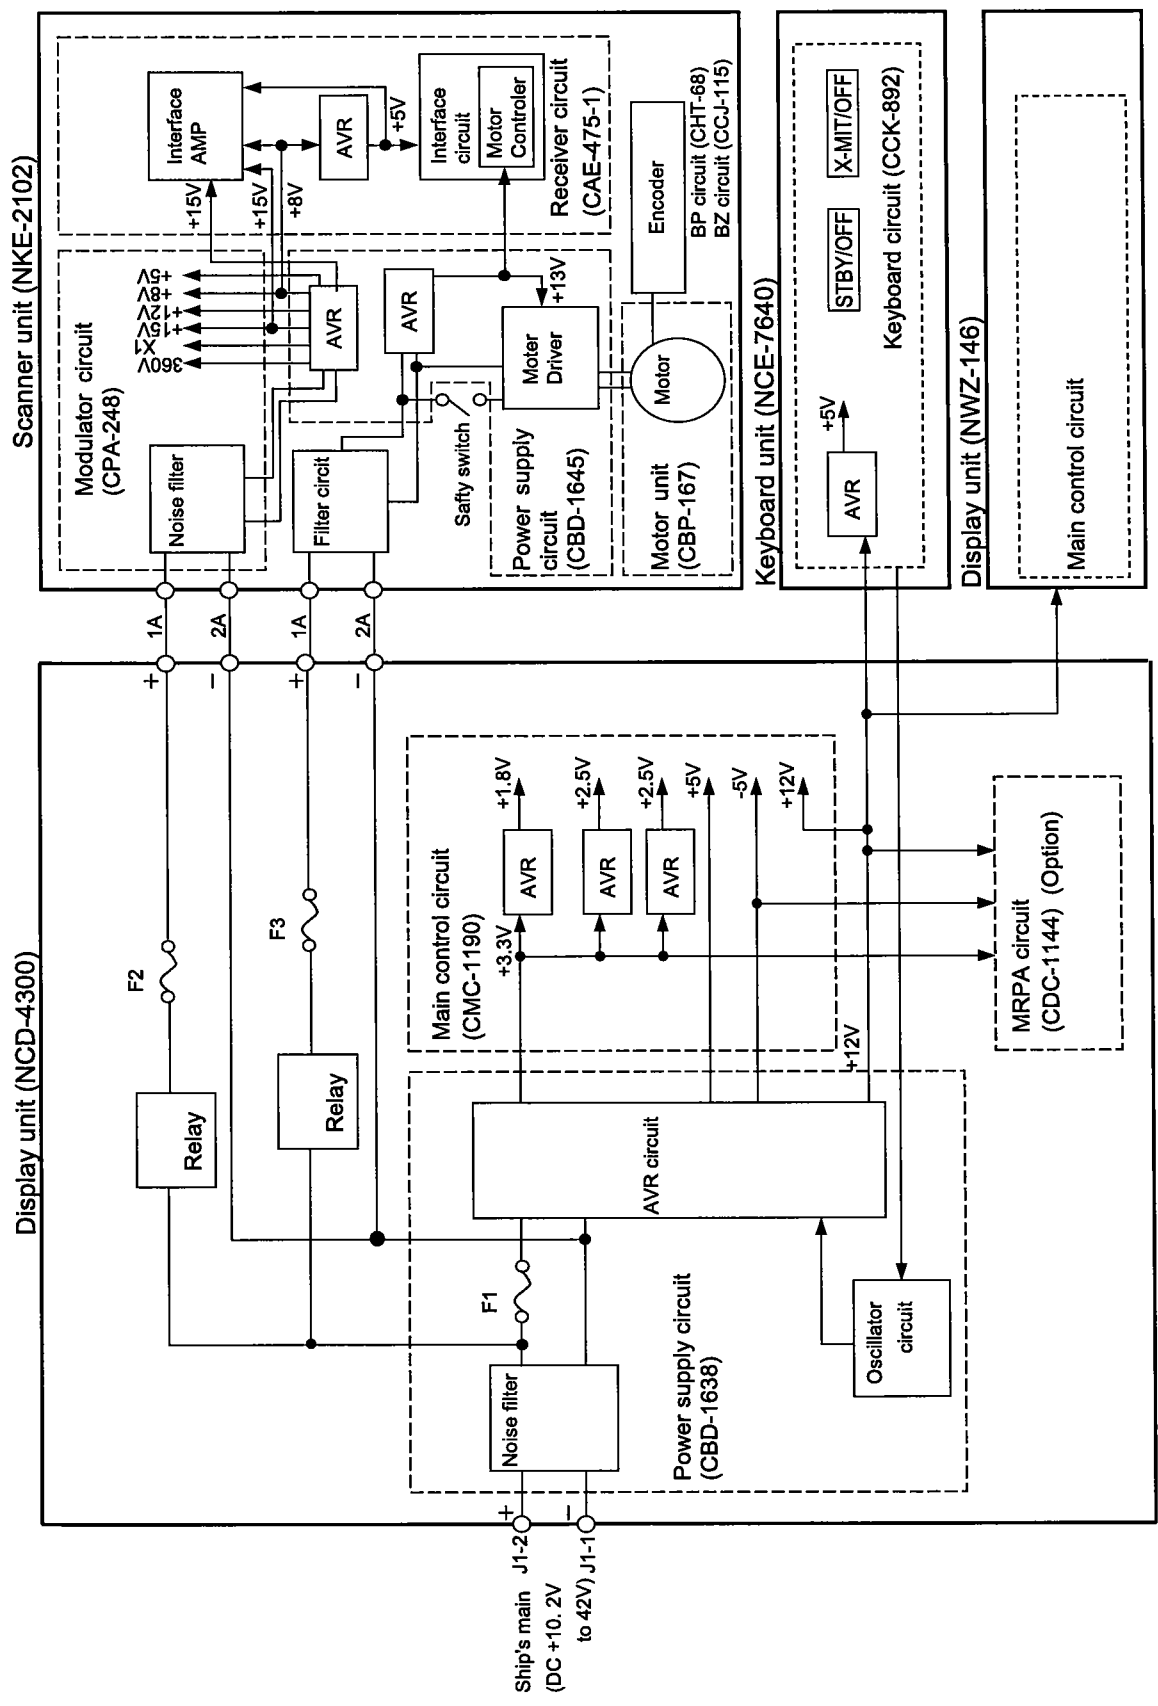 Display unit (NCD-4300)
Relay
F2
+
-
1A
2A
Relay
F3
+
-
1A
2A
Ship's main
(DC +10. 2V
to 42V)
J1-2
J1-1
+
-
Noise filter
F1
AVR circuit
Power supply circuit
(CBD-1638)
Oscillator
circuit
+12V
Main control circuit
(CMC-1190)
+3.3V
AVR
+1.8V
AVR
+2.5V
AVR
+2.5V
+5V
-5V
+12V
MRPA circuit
(CDC-1144) (Option)
Scanner unit (NKE-2102)
Modulator circuit
(CPA-248)
Noise filter
360V
X1
+15V
+12V
+8V
+5V
AVR
Filter circit
AVR
Safty switch
Power supply
circuit
(CBD-1645)
Moter
Driver
+13V
+15V
+15V
+8V
Interface
AMP
AVR
+5V
Interface
circuit
Motor
Controler
Receiver circuit
(CAE-475-1)
Motor unit
(CBP-167)
Motor
Encoder
BP circuit (CHT-68)
BZ circuit (CCJ-115)
Keyboard unit (NCE-7640)
AVR
+5V
STBY/OFF
X-MIT/OFF
Keyboard circuit (CCK-892)
Display unit (NWZ-146)
Main control circuit